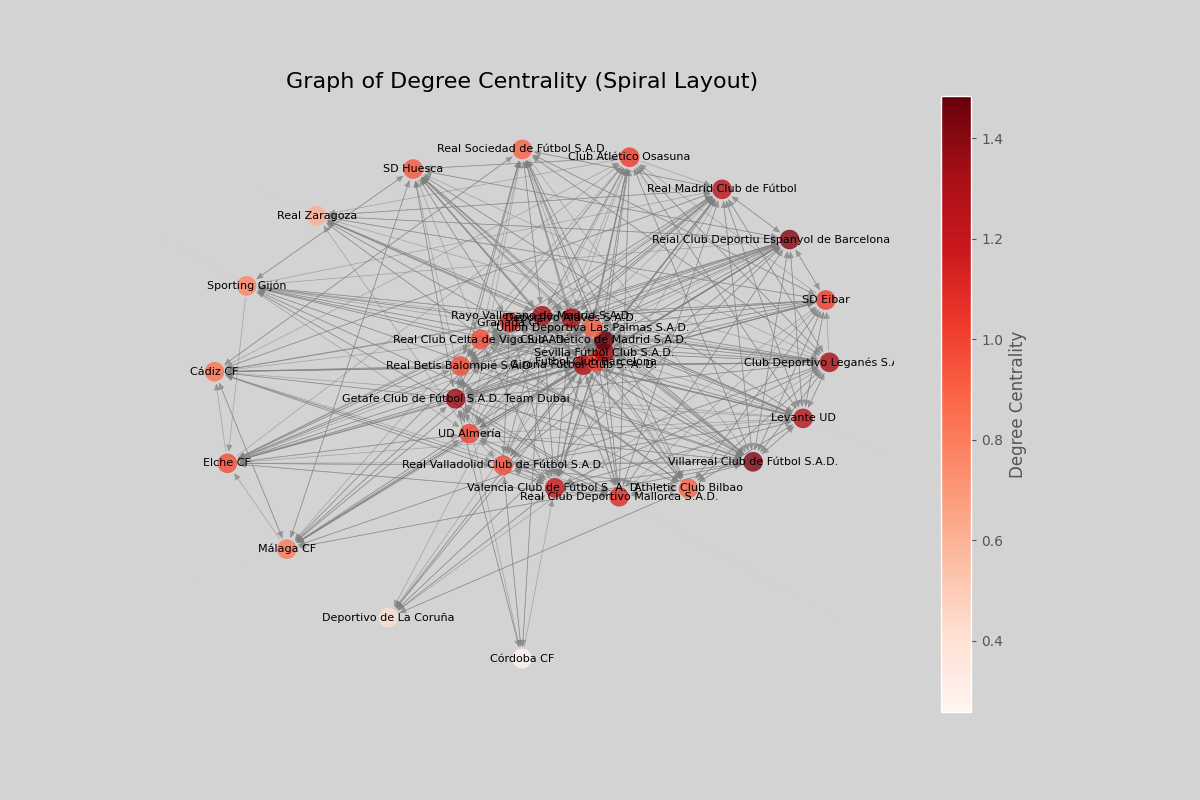 Graph of Degree Centrality (Spiral Layout)
Real Sociedad de Fútbol S.A.D.
Club Atlético Osasuna
SD Huesca
Real Madrid Club de Fútbol
Real Zaragoza
Reial Club Deportiu Espanyol de Barcelona
Sporting Gijón
SD Eibar
Rayo Vallecano de Madrid S.A.D.
Deportivo Alavés S.A.D.
Granada CF
Unión Deportiva Las Palmas S.A.D.
Real Club Celta de Vigo S.A.D.
Club Atlético de Madrid S.A.D.
Sevilla Fútbol Club S.A.D.
Fútbol Club Barcelona
Real Betis Balompié S.A.D.
Girona Fútbol Club S. A. D.
Club Deportivo Leganés S.A
Cádiz CF
Getafe Club de Fútbol S.A.D. Team Dubai
Levante UD
UD Almería
Elche CF
Real Valladolid Club de Fútbol S.A.D.
Villarreal Club de Fútbol S.A.D.
Valencia Club de Fútbol S. A. D.
Athletic Club Bilbao
Real Club Deportivo Mallorca S.A.D.
Málaga CF
Deportivo de La Coruña
Córdoba CF
1.4
1.2
1.0
0.8
0.6
0.4
Degree Centrality